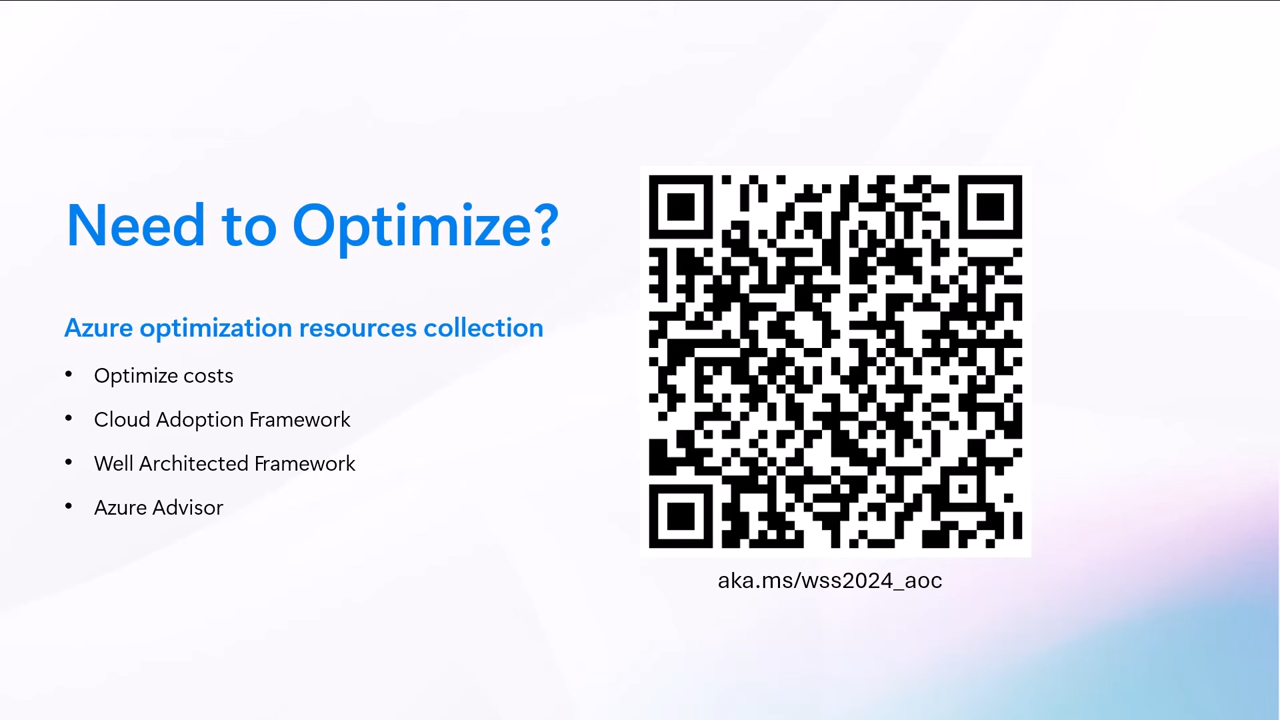 Need to Optimize?
Azure optimization resources collection
• Optimize costs
• Cloud Adoption Framework
• Well Architected Framework
• Azure Advisor
aka.ms/wss2024_aoc